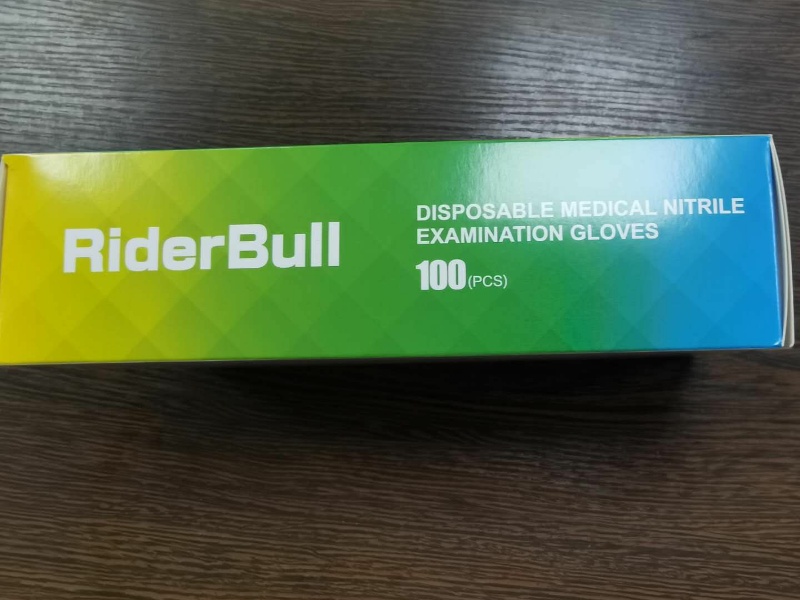 RiderBull
DISPOSABLE MEDICAL NITRILE
EXAMINATION GLOVES
100(PCS)